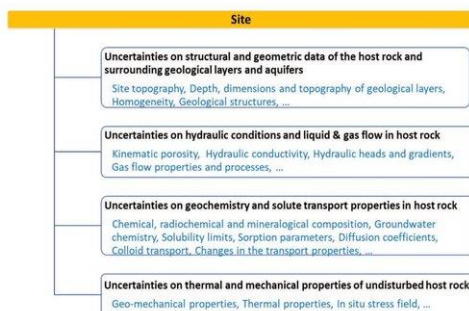 Site
Uncertainties on structural and geometric data of the host rock and
surrounding geological layers and aquifers
Site topography, Depth, dimensions and topography of geological layers,
Homogeneity, Geological structures, ...
Uncertainties on hydraulic conditions and liquid & gas flow in host rock
Kinematic porosity, Hydraulic conductivity, Hydraulic heads and gradients,
Gas flow properties and processes, ...
Uncertainties on geochemistry and solute transport properties in host rock
Chemical, radiochemical and mineralogical composition, Groundwater
chemistry, Solubility limits, Sorption parameters, Diffusion coefficients,
Colloid transport, Changes in the transport properties, ...
Uncertainties on thermal and mechanical properties of undisturbed host rock
Geo-mechanical properties, Thermal properties, In situ stress field, ...